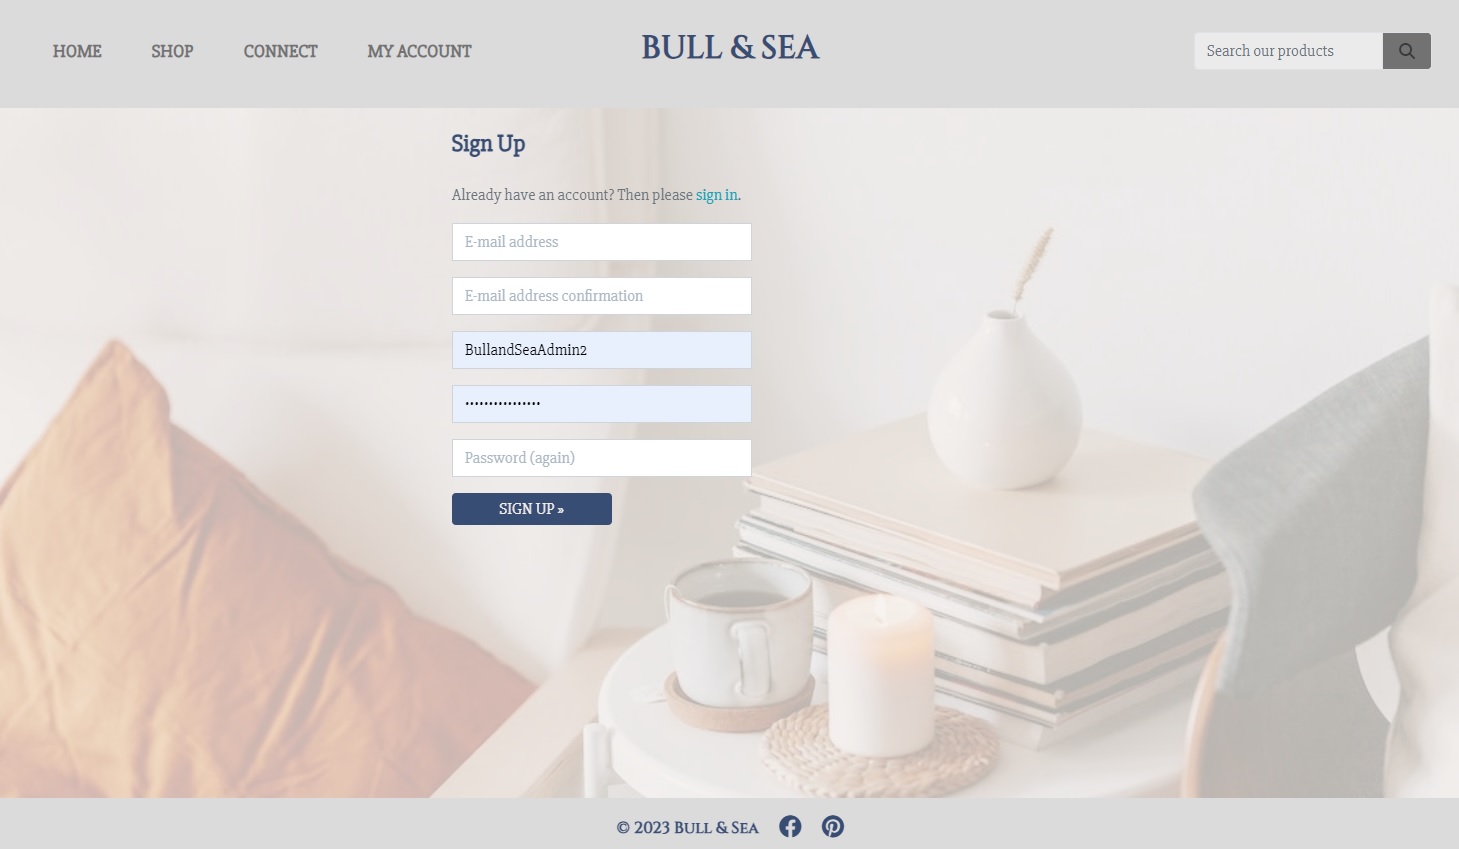 HOME SHOP CONNECT MY ACCOUNT BULL & SEA Search our products
Sign Up
Already have an account? Then please sign in.
E-mail address
E-mail address confirmation
BullandSeaAdmin2
••••••••••••••••
Password (again)
SIGN UP »
© 2023 BULL & SEA